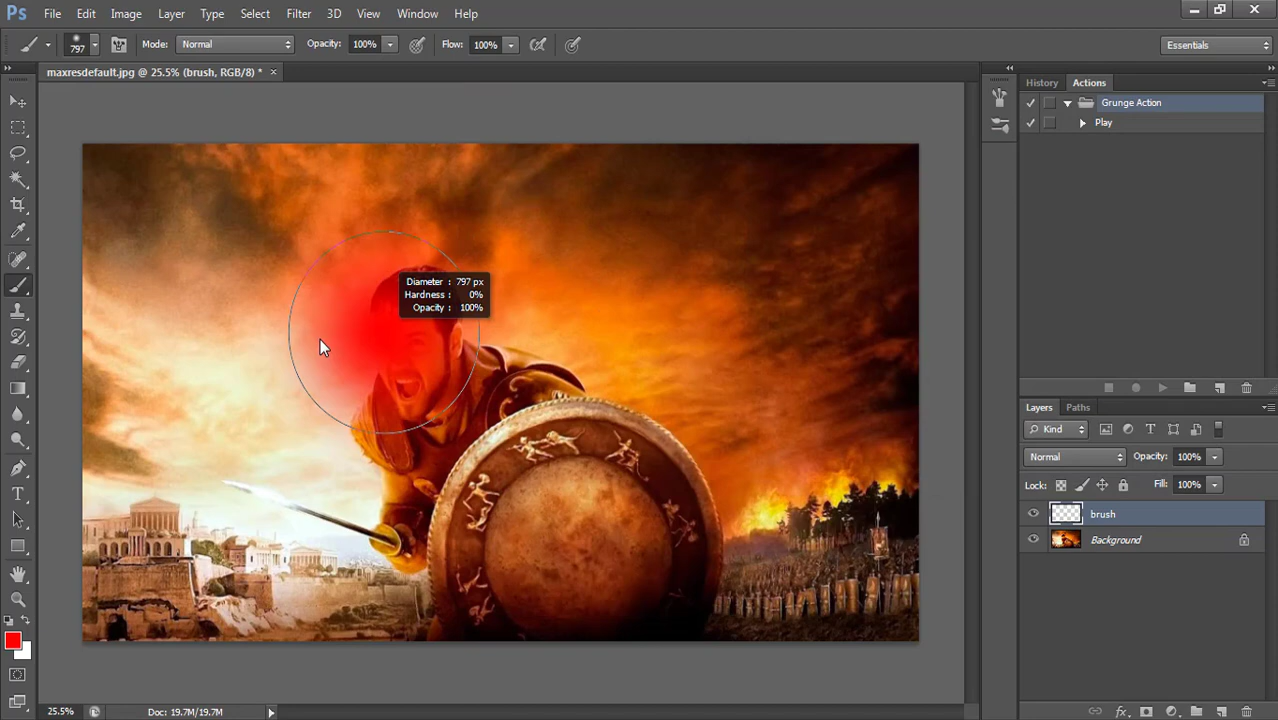 Ps File Edit Image Layer Type Select Filter 3D View Window Help
797 Mode: Normal Opacity: 100% Flow: 100% Essentials
maxresdefault.jpg @ 25.5% (brush, RGB/8) * ×
History Actions
Grunge Action
Play
Diameter : 797 px
Hardness : 0%
Opacity : 100%
Layers Paths
Kind
Normal Opacity: 100%
Lock: Fill: 100%
brush
Background
25.5% Doc: 19.7M/19.7M